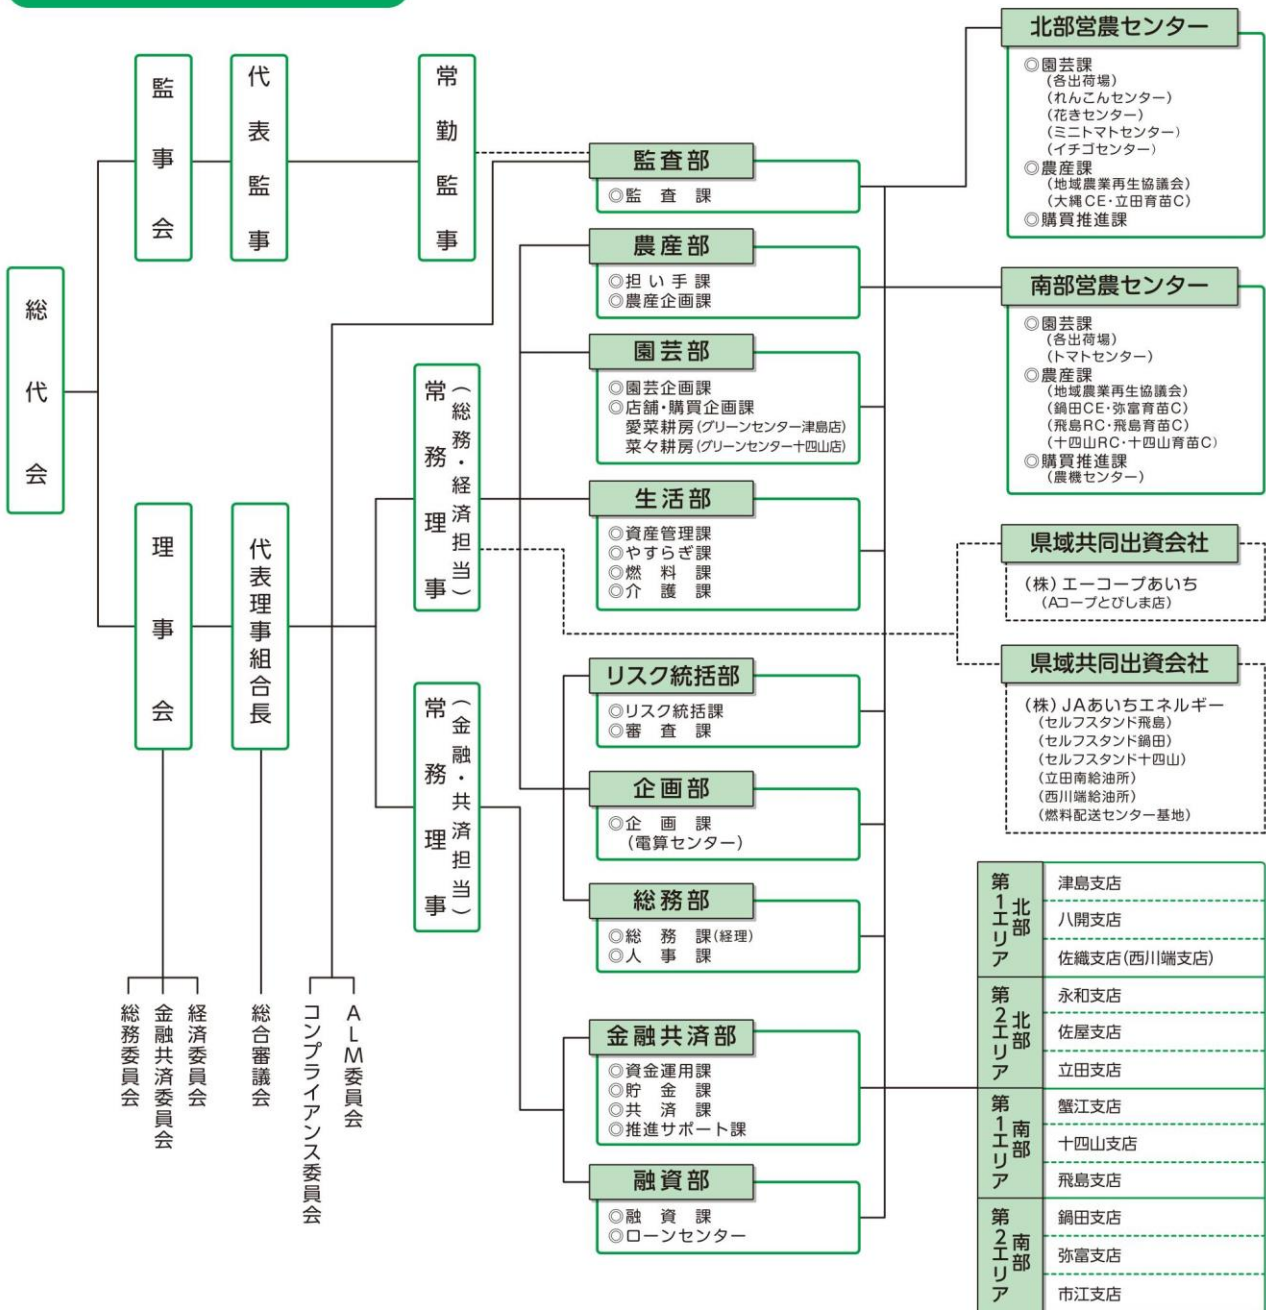 総代会
監事会
代表監事
常勤監事
理事会
代表理事組合長
常務理事
(総務・経済担当)
常務理事
(金融・共済担当)
総務委員会
金融共済委員会
経済委員会
総合審議会
コンプライアンス委員会
ALM委員会
監査部
◎監 査 課
農産部
◎担い手課
◎農産企画課
園芸部
◎園芸企画課
◎店舗・購買企画課
愛菜耕房(グリーンセンター津島店)
菜々耕房(グリーンセンター十四山店)
生活部
◎資産管理課
◎やすらぎ課
◎燃 料 課
◎介 護 課
リスク統括部
◎リスク統括課
◎審 査 課
企画部
◎企 画 課
(電算センター)
総務部
◎総 務 課(経理)
◎人 事 課
金融共済部
◎資金運用課
◎貯 金 課
◎共 済 課
◎推進サポート課
融資部
◎融 資 課
◎ローンセンター
北部営農センター
◎園芸課
(各出荷場)
(れんこんセンター)
(花きセンター)
(ミニトマトセンター)
(イチゴセンター)
◎農産課
(地域農業再生協議会)
(大縄CE・立田育苗C)
◎購買推進課
南部営農センター
◎園芸課
(各出荷場)
(トマトセンター)
◎農産課
(地域農業再生協議会)
(鍋田CE・弥富育苗C)
(飛島RC・飛島育苗C)
(十四山RC・十四山育苗C)
◎購買推進課
(農機センター)
県域共同出資会社
(株)エーコープあいち
(Aコープとびしま店)
県域共同出資会社
(株)JAあいちエネルギー
(セルフスタンド飛島)
(セルフスタンド鍋田)
(セルフスタンド十四山)
(立田南給油所)
(西川端給油所)
(燃料配送センター基地)
北部
第1エリア
津島支店
八開支店
佐織支店(西川端支店)
北部
第2エリア
永和支店
佐屋支店
立田支店
南部
第1エリア
蟹江支店
十四山支店
飛島支店
南部
第2エリア
鍋田支店
弥富支店
市江支店